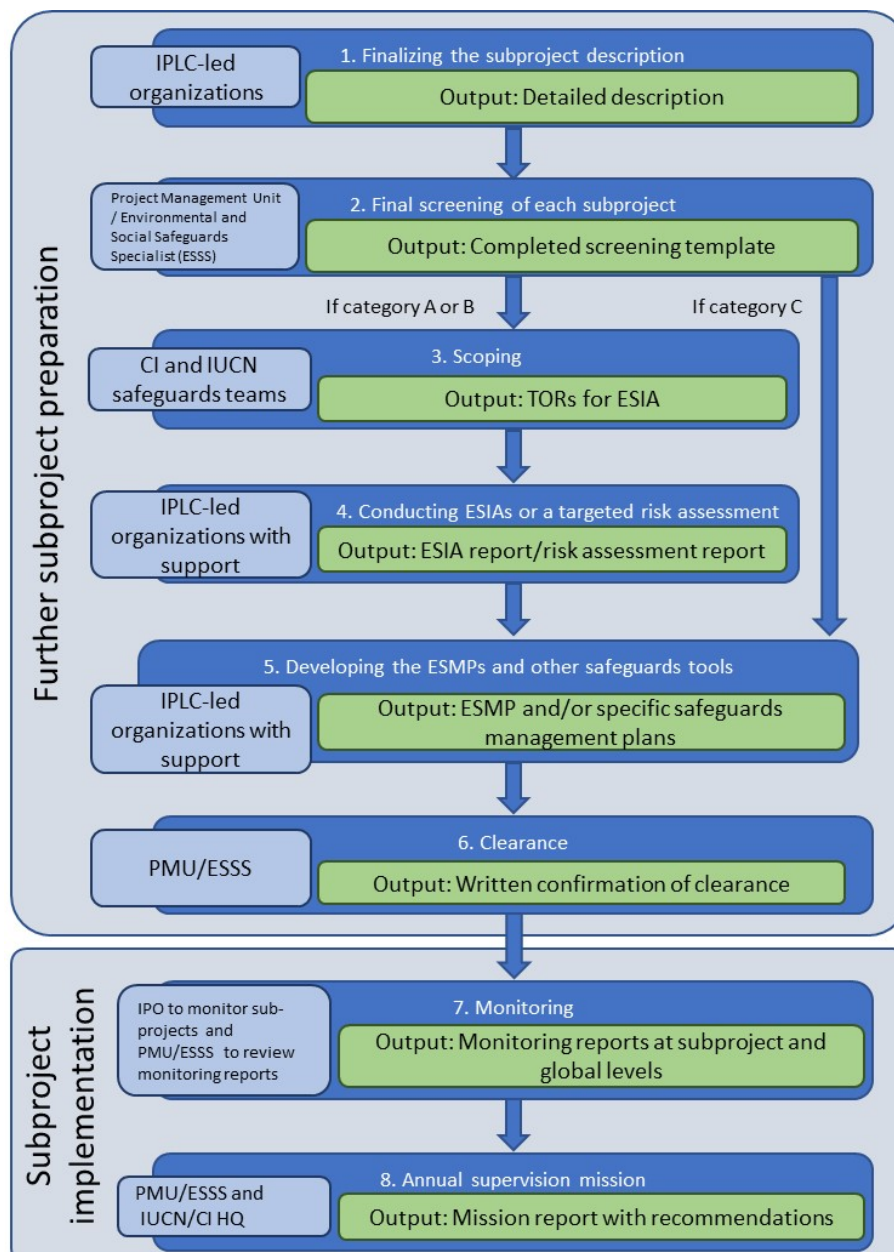 Further subproject preparation
IPLC-led
organizations
1. Finalizing the subproject description
Output: Detailed description
Project Management Unit
/ Environmental and
Social Safeguards
Specialist (ESSS)
2. Final screening of each subproject
Output: Completed screening template
If category A or B
If category C
CI and IUCN
safeguards teams
3. Scoping
Output: TORs for ESIA
IPLC-led
organizations with
support
4. Conducting ESIAs or a targeted risk assessment
Output: ESIA report/risk assessment report
5. Developing the ESMPs and other safeguards tools
IPLC-led
organizations with
support
Output: ESMP and/or specific safeguards
management plans
PMU/ESSS
6. Clearance
Output: Written confirmation of clearance
Subproject
implementation
IPO to monitor sub-
projects and
PMU/ESSS to review
monitoring reports
7. Monitoring
Output: Monitoring reports at subproject and
global levels
PMU/ESSS and
IUCN/CI HQ
8. Annual supervision mission
Output: Mission report with recommendations